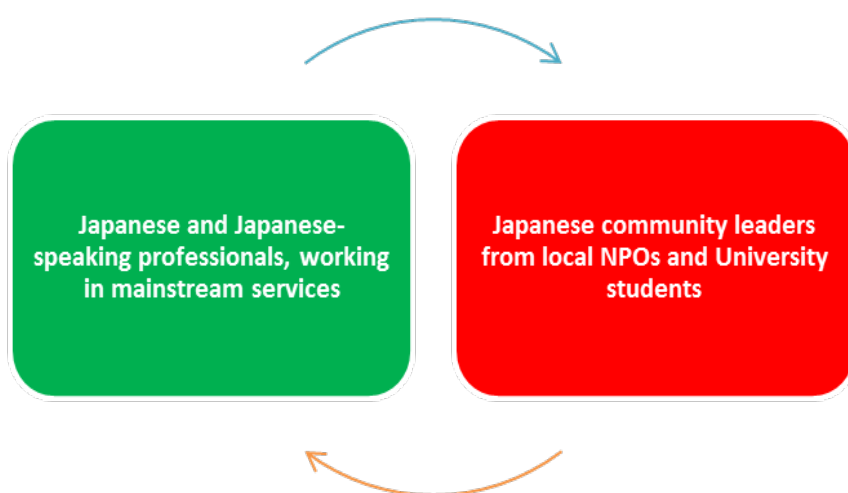 Japanese and Japanese-
speaking professionals, working
in mainstream services
Japanese community leaders
from local NPOs and University
students